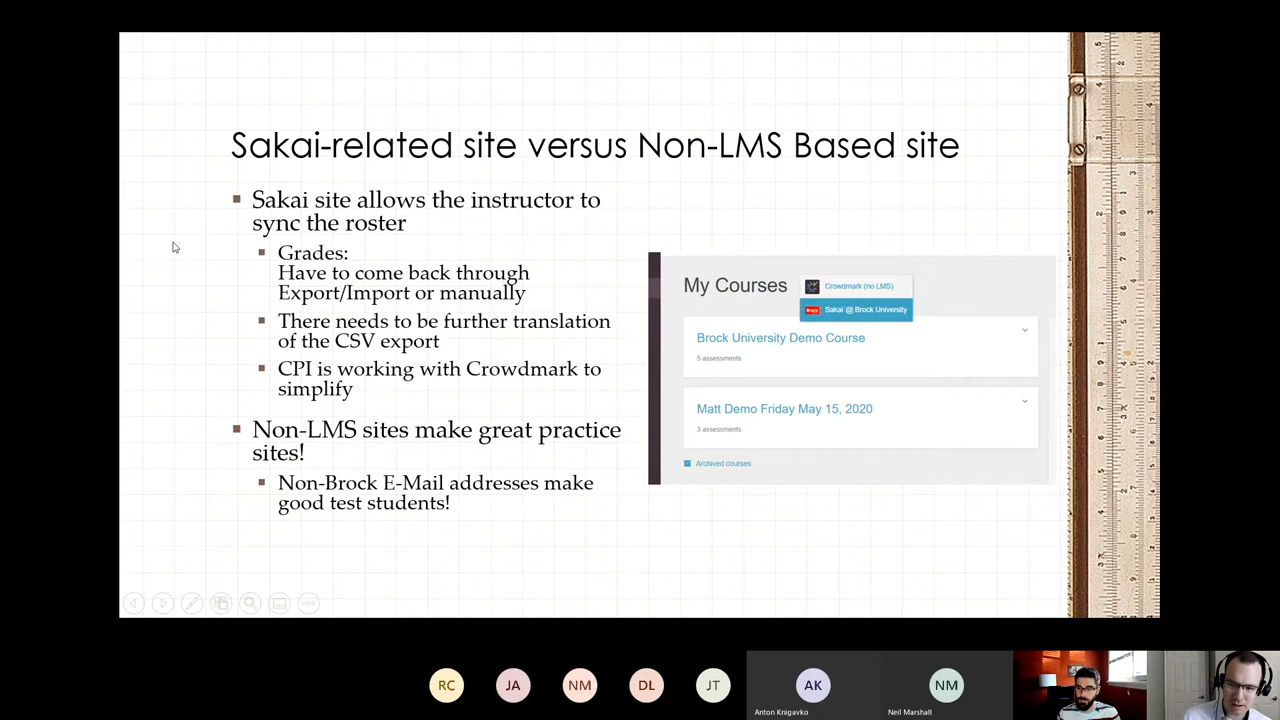 Sakai-related site versus Non-LMS Based site
Sakai site allows the instructor to
sync the roster
Grades:
Have to come back through
Export/Import or manually
There needs to be further translation
of the CSV export
CPI is working with Crowdmark to
simplify
Non-LMS sites make great practice
sites!
Non-Brock E-Mail addresses make
good test students!
My Courses
Crowdmark (no LMS)
Brock
Sakai @ Brock University
Brock University Demo Course
5 assessments
Matt Demo Friday May 15, 2020
3 assessments
Archived courses
RC
JA
NM
DL
JT
AK
NM
Anton Knigavko
Neil Marshall